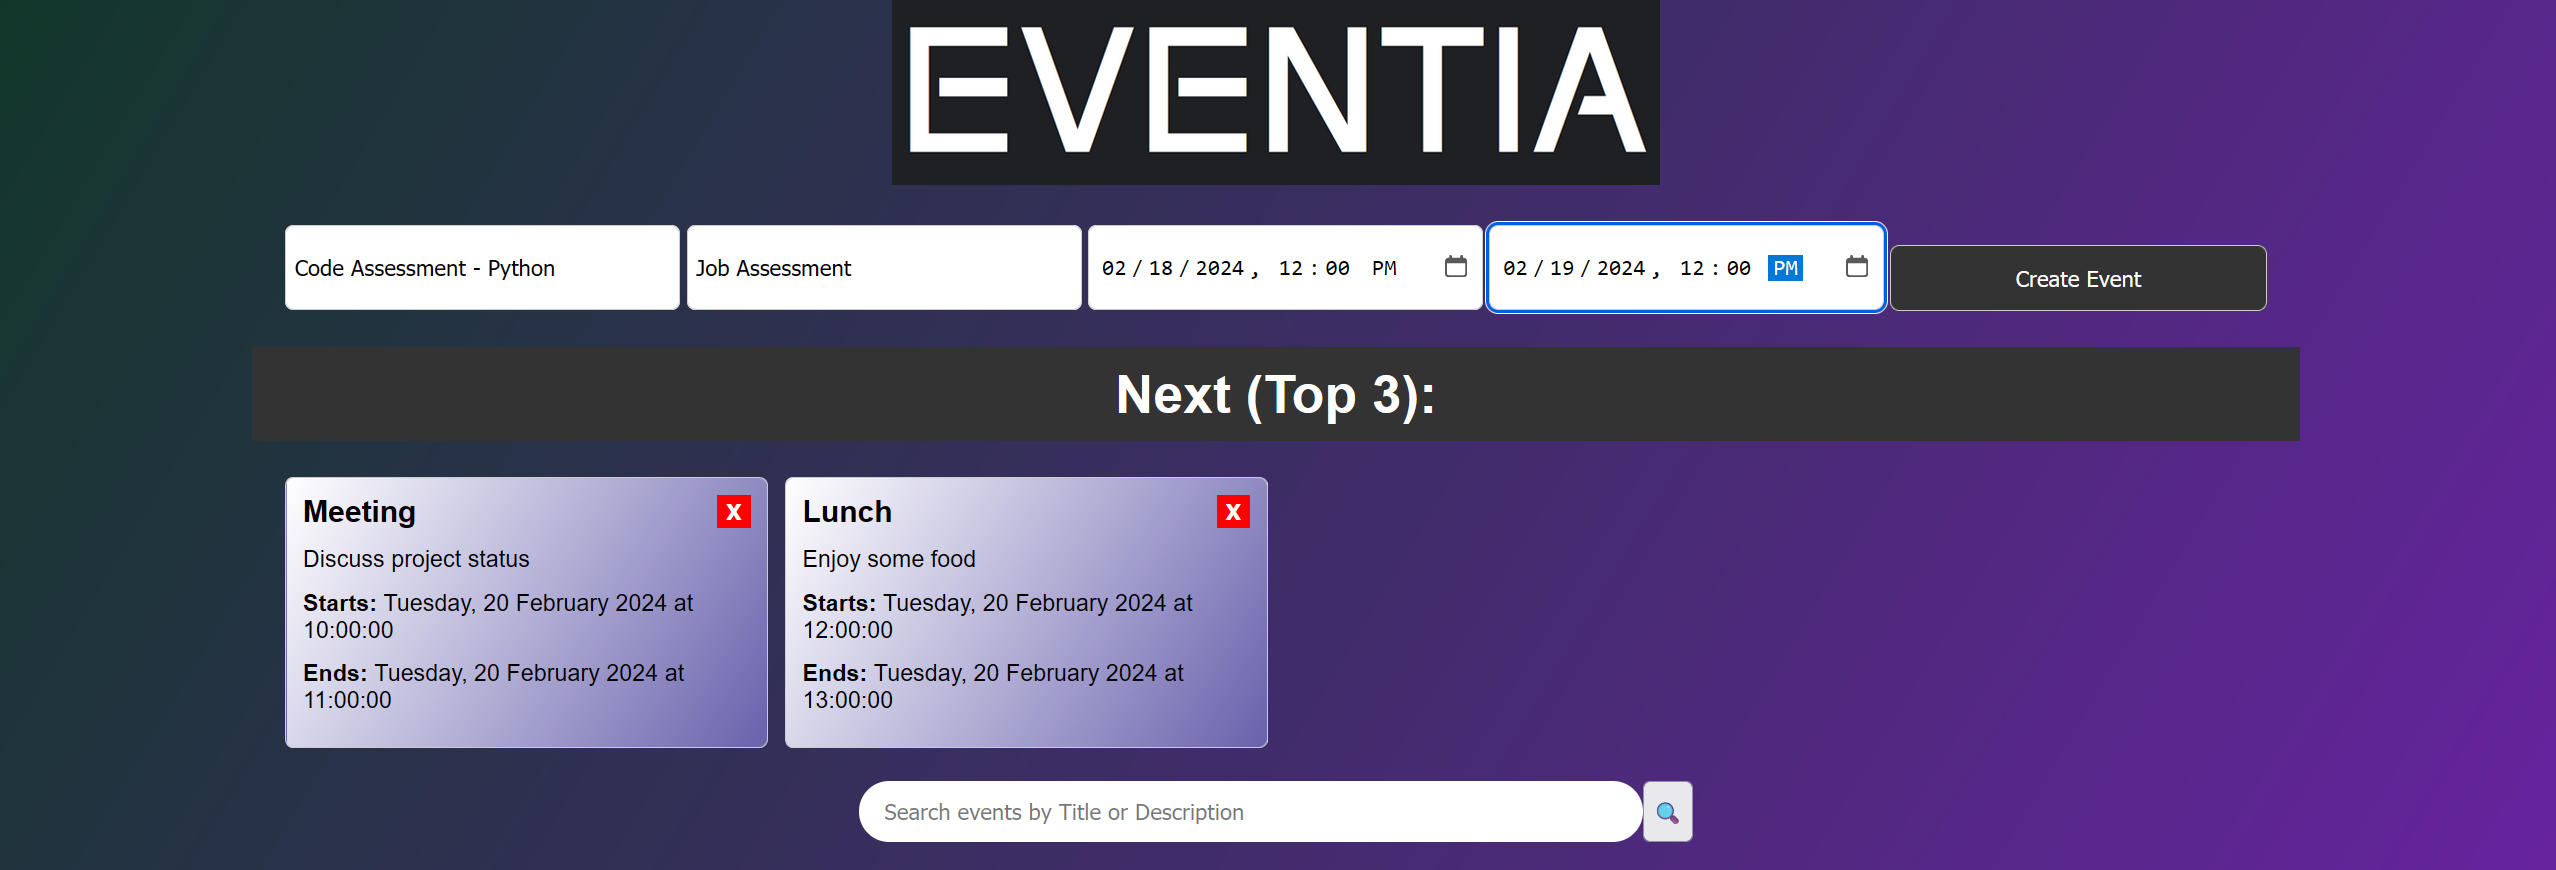 EVENTIA
Code Assessment - Python
Job Assessment
02/18/2024, 12:00 PM
02/19/2024, 12:00 PM
Create Event
Next (Top 3):
Meeting
X
Discuss project status
Starts: Tuesday, 20 February 2024 at
10:00:00
Ends: Tuesday, 20 February 2024 at
11:00:00
Lunch
X
Enjoy some food
Starts: Tuesday, 20 February 2024 at
12:00:00
Ends: Tuesday, 20 February 2024 at
13:00:00
Search events by Title or Description